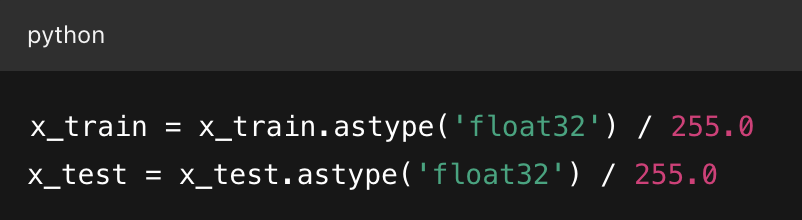 python
x_train = x_train.astype('float32') / 255.0
x_test = x_test.astype('float32') / 255.0